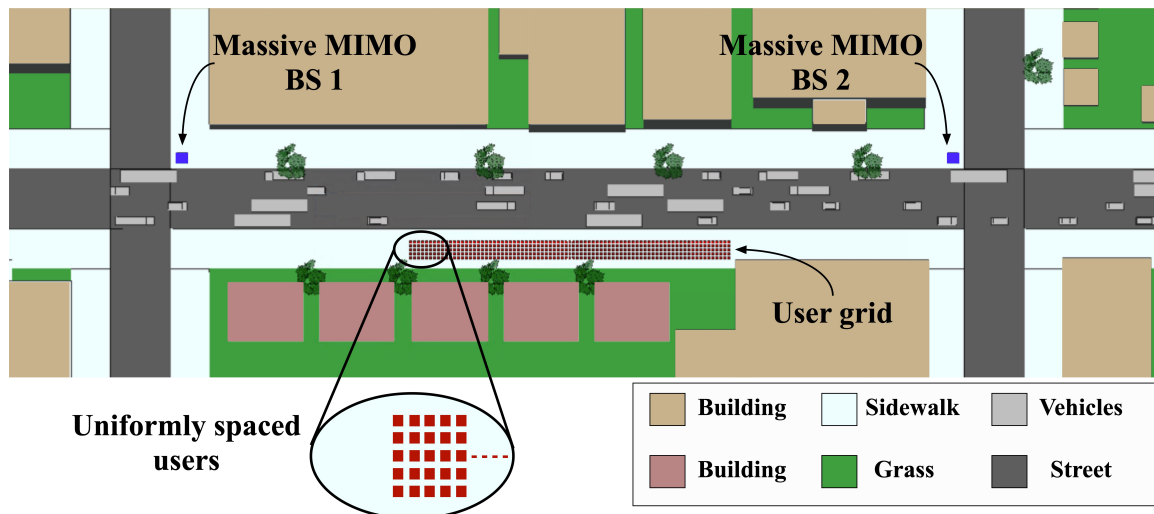 Massive MIMO
BS 1
Massive MIMO
BS 2
User grid
Uniformly spaced
users
Building
Sidewalk
Vehicles
Building
Grass
Street